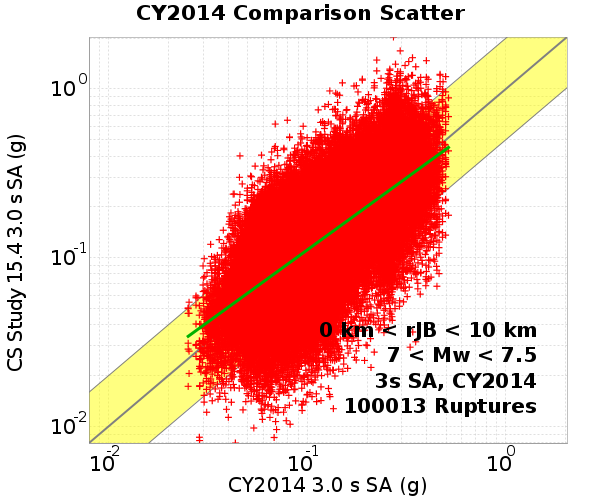 CY2014 Comparison Scatter
CS Study 15.4 3.0 s SA (g)
10^0
10^-1
10^-2
0 km < rJB < 10 km
7 < Mw < 7.5
3s SA, CY2014
100013 Ruptures
10^-2 10^-1 10^0
CY2014 3.0 s SA (g)